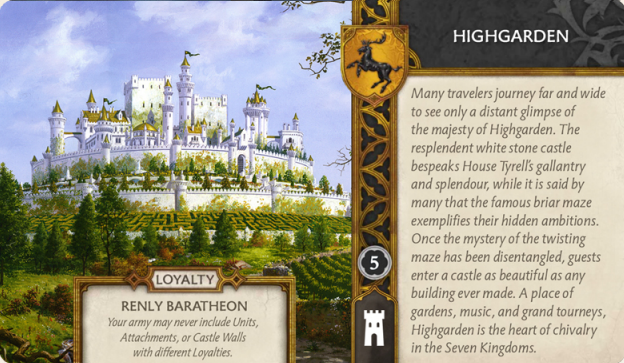 HIGHGARDEN
Many travelers journey far and wide
to see only a distant glimpse of
the majesty of Highgarden. The
resplendent white stone castle
bespeaks House Tyrell's gallantry
and splendour, while it is said by
many that the famous briar maze
exemplifies their hidden ambitions.
Once the mystery of the twisting
maze has been disentangled, guests
enter a castle as beautiful as any
building ever made. A place of
gardens, music, and grand tourneys,
Highgarden is the heart of chivalry
in the Seven Kingdoms.
5
LOYALTY
RENLY BARATHEON
Your army may never include Units,
Attachments, or Castle Walls
with different Loyalties.